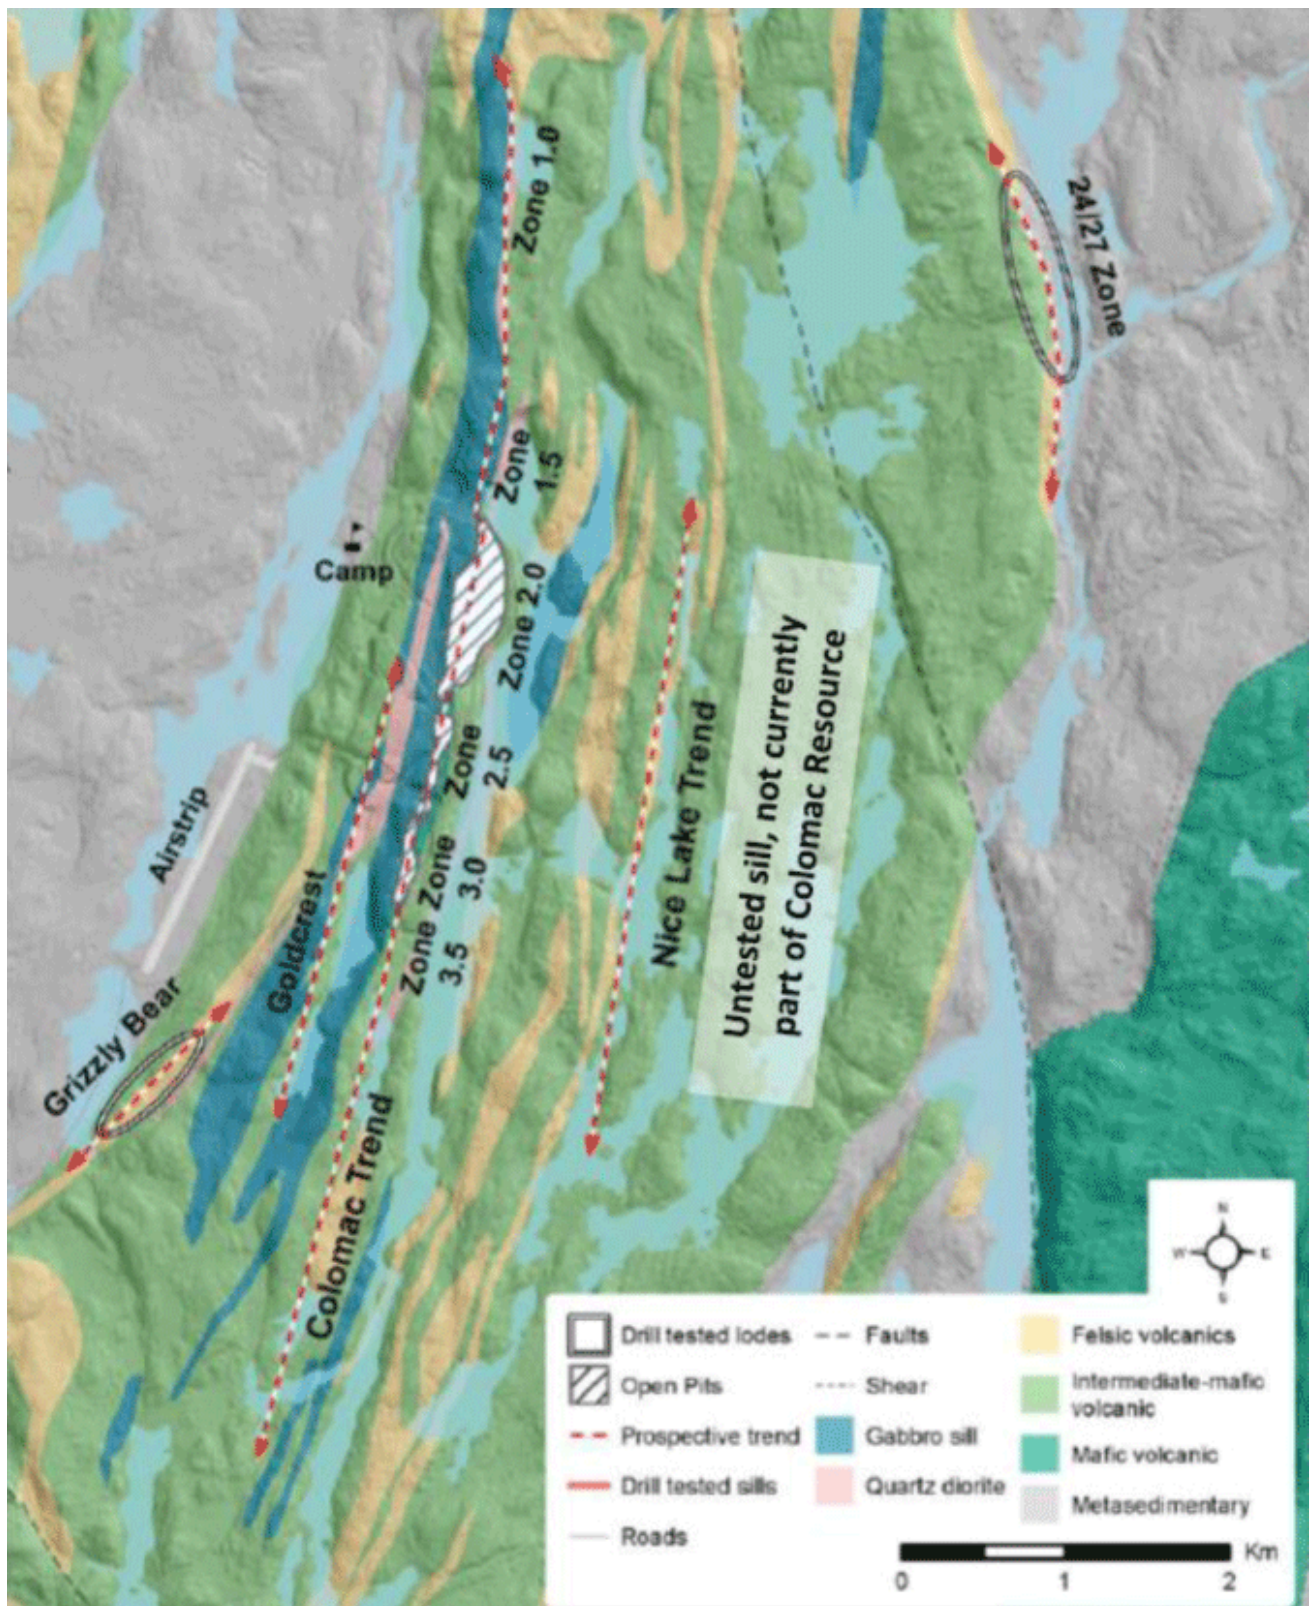 Zone 1.0
24/27 Zone
Zone
1.5
Camp
Zone 2.0
Zone
2.5
Airstrip
Zone
3.0
Zone
3.5
Goldcrest
Nice Lake Trend
Untested sill, not currently
part of Colomac Resource
Grizzly Bear
Colomac Trend
N
W
E
S
Drill tested lodes
Open Pits
Prospective trend
Drill tested sills
Roads
Faults
Shear
Gabbro sill
Quartz diorite
Felsic volcanics
Intermediate-mafic
volcanic
Mafic volcanic
Metasedimentary
Km
0
1
2